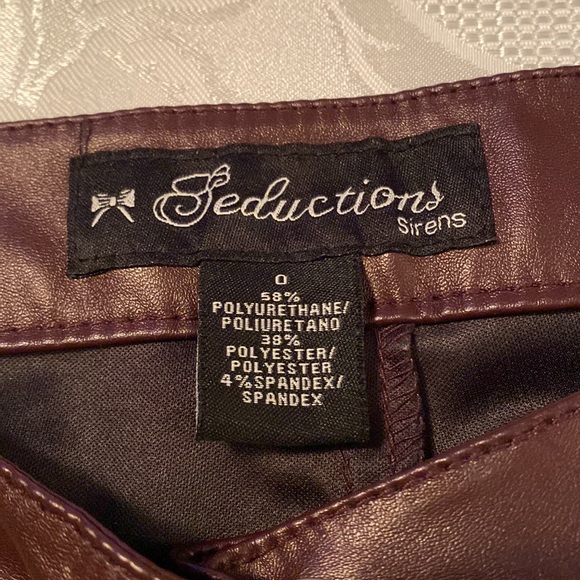 Seductions
Sirens
0
58%
POLYURETHANE/
POLIURETANO
38%
POLYESTER/
POLYESTER
4%SPANDEX/
SPANDEX